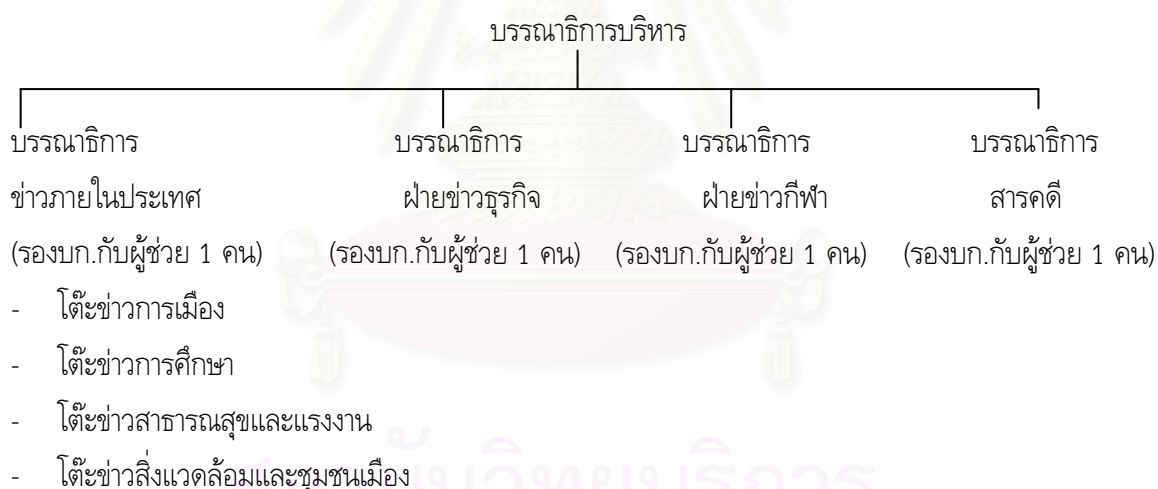 บรรณาธิการบริหาร
บรรณาธิการ บรรณาธิการ บรรณาธิการ บรรณาธิการ
ข่าวภายในประเทศ ฝ่ายข่าวธุรกิจ ฝ่ายข่าวกีฬา สารคดี
(รองบก.กับผู้ช่วย 1 คน) (รองบก.กับผู้ช่วย 1 คน) (รองบก.กับผู้ช่วย 1 คน) (รองบก.กับผู้ช่วย 1 คน)
- โต๊ะข่าวการเมือง
- โต๊ะข่าวการศึกษา
- โต๊ะข่าวสาธารณสุขและแรงงาน
- โต๊ะข่าวสิ่งแวดล้อมและชุมชนเมือง